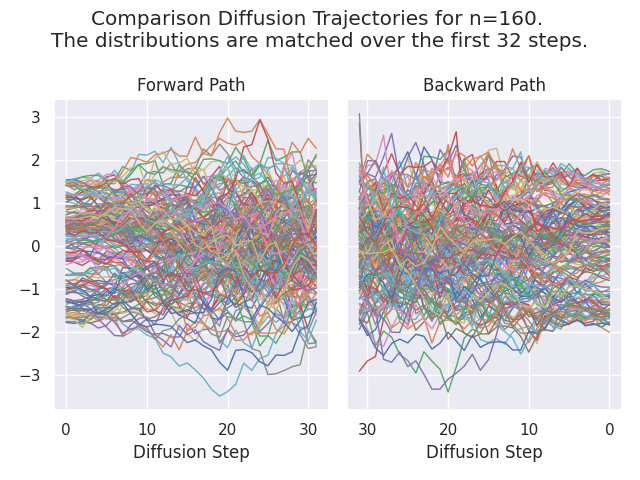 Comparison Diffusion Trajectories for n=160.
The distributions are matched over the first 32 steps.
Forward Path
Backward Path
3
2
1
0
−1
−2
−3
0 10 20 30
30 20 10 0
Diffusion Step
Diffusion Step